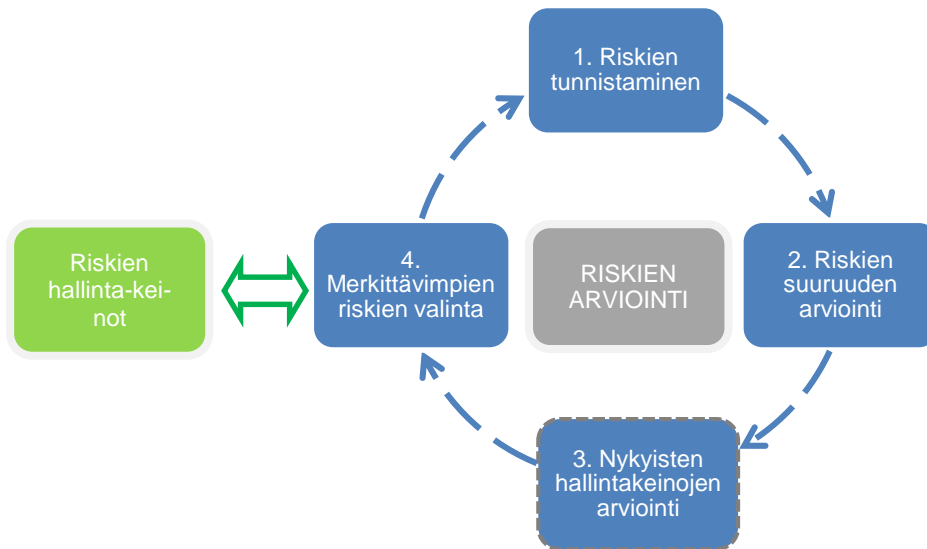 1. Riskien
tunnistaminen
Riskien
hallinta-kei-
not
4.
Merkittävimpien
riskien valinta
RISKIEN
ARVIOINTI
2. Riskien
suuruuden
arviointi
3. Nykyisten
hallintakeinojen
arviointi